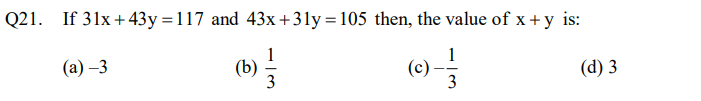 Q21. If 31x + 43y = 117 and 43x + 31y = 105 then, the value of x + y is:
(a) –3 (b) 1/3 (c) –1/3 (d) 3